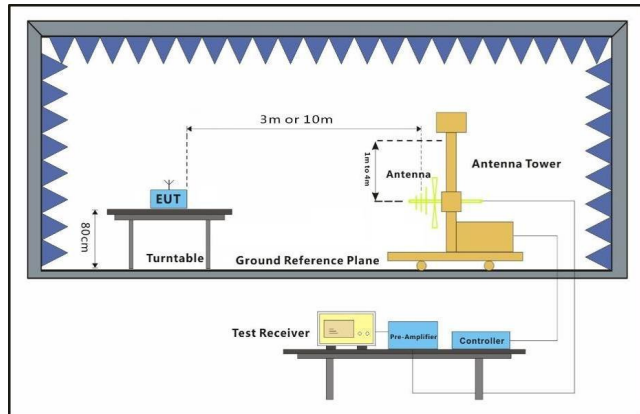 3m or 10m
1m to 4m
Antenna Tower
Antenna
EUT
80cm
Turntable
Ground Reference Plane
Test Receiver
Pre-Amplifier
Controller